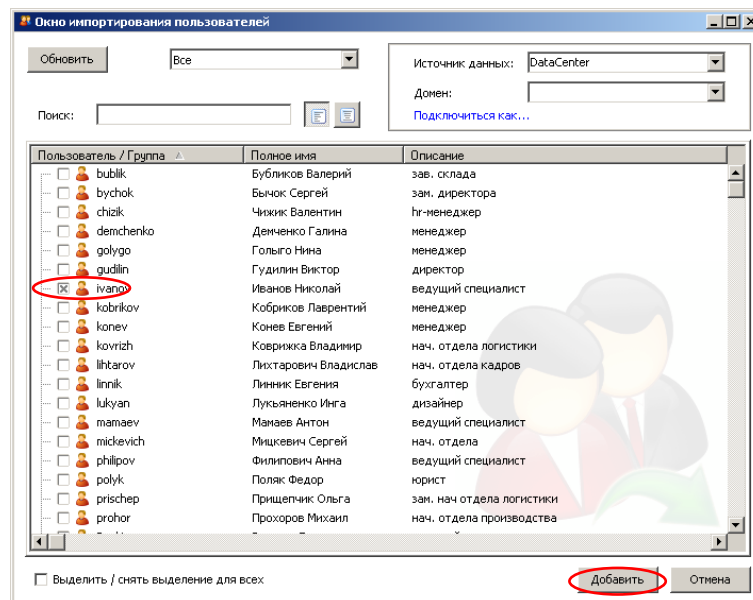 Окно импортирования пользователей
Обновить
Все
Источник данных: DataCenter
Домен:
Поиск:
Подключиться как...
Пользователь / Группа Полное имя Описание
bublik Бубликов Валерий зав. склада
bychok Бычок Сергей зам. директора
chizik Чижик Валентин hr-менеджер
demchenko Демченко Галина менеджер
golygo Голыго Нина менеджер
gudilin Гудилин Виктор директор
ivanov Иванов Николай ведущий специалист
kobrikov Кобриков Лаврентий менеджер
konev Конев Евгений менеджер
kovrizh Коврижка Владимир нач. отдела логистики
lihtarov Лихтарович Владислав нач. отдела кадров
linnik Линник Евгения бухгалтер
lukyan Лукьяненко Инга дизайнер
mamaev Мамаев Антон ведущий специалист
mickevich Мицкевич Сергей нач. отдела
philipov Филипович Анна ведущий специалист
polyk Поляк Федор юрист
prischep Прищепчик Ольга зам. нач отдела логистики
prohor Прохоров Михаил нач. отдела производства
Выделить / снять выделение для всех
Добавить
Отмена